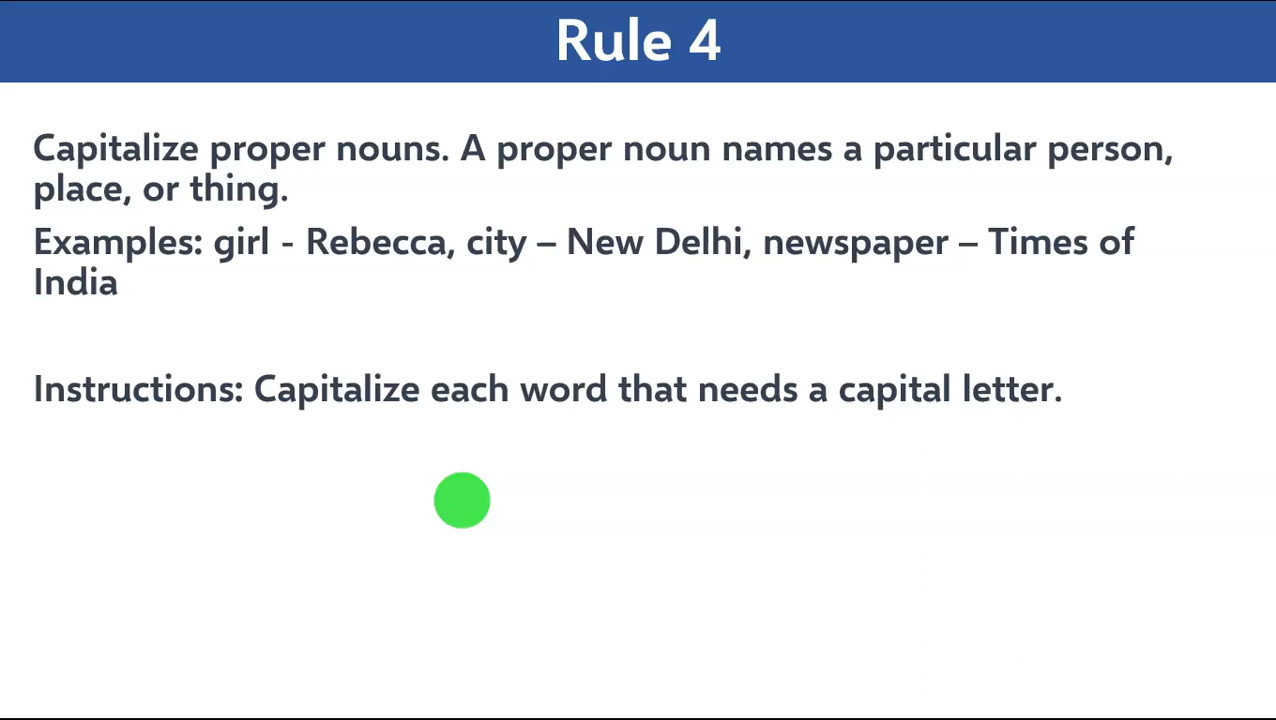 Rule 4
Capitalize proper nouns. A proper noun names a particular person,
place, or thing.
Examples: girl - Rebecca, city – New Delhi, newspaper – Times of
India
Instructions: Capitalize each word that needs a capital letter.